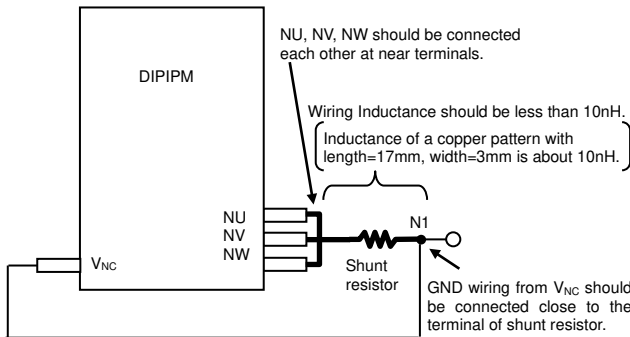 NU, NV, NW should be connected
each other at near terminals.
DIPIPM
Wiring Inductance should be less than 10nH.
Inductance of a copper pattern with
length=17mm, width=3mm is about 10nH.
NU
NV
NW
N1
VNC
Shunt
resistor
GND wiring from VNC should
be connected close to the
terminal of shunt resistor.